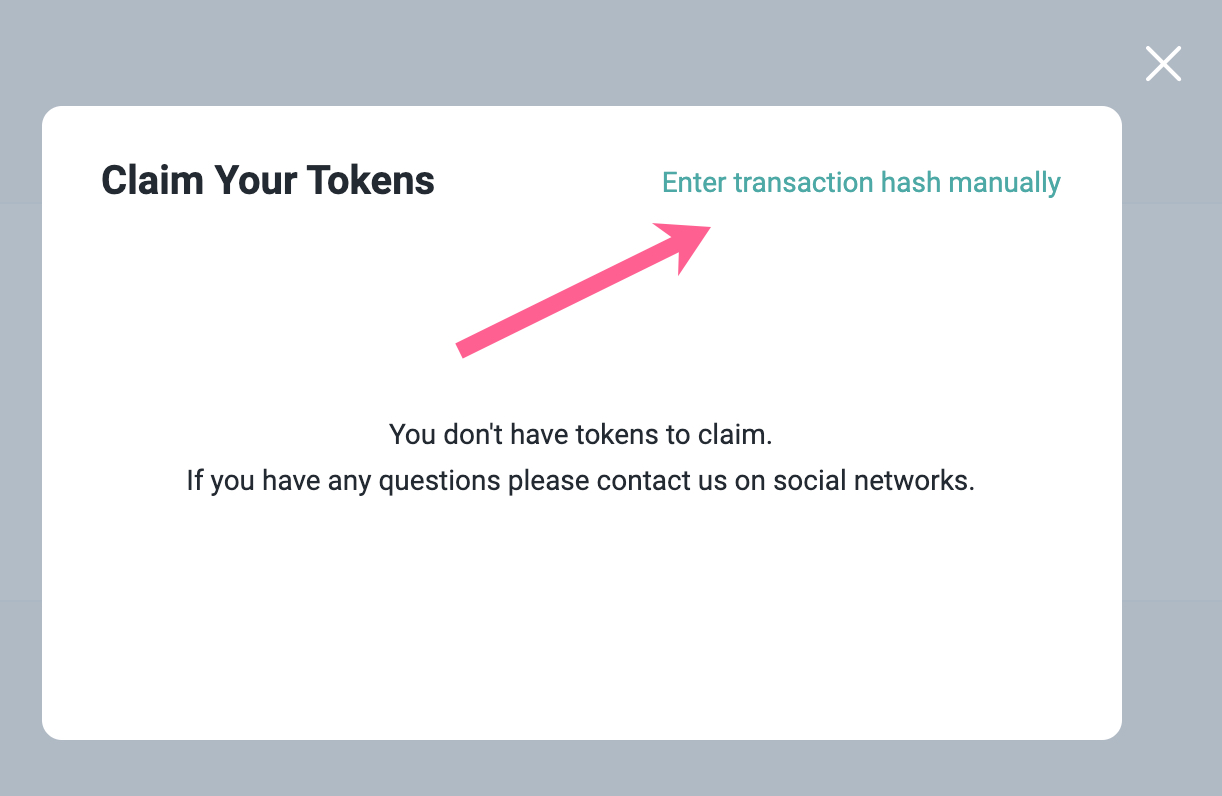 Claim Your Tokens
Enter transaction hash manually
You don't have tokens to claim.
If you have any questions please contact us on social networks.